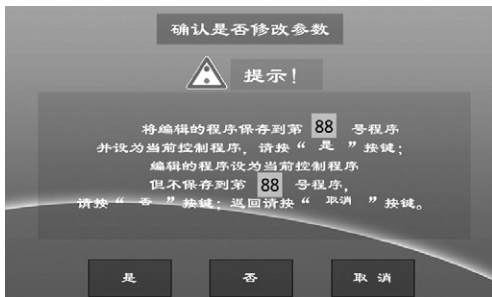 确认是否修改参数
提示！
将编辑的程序保存到第 88 号程序
并设为当前控制程序，请按“ 是 ”按键；
编辑的程序设为当前控制程序
但不保存到第 88 号程序，
请按“ 否 ”按键；返回请按“ 取消 ”按键。
是 否 取 消